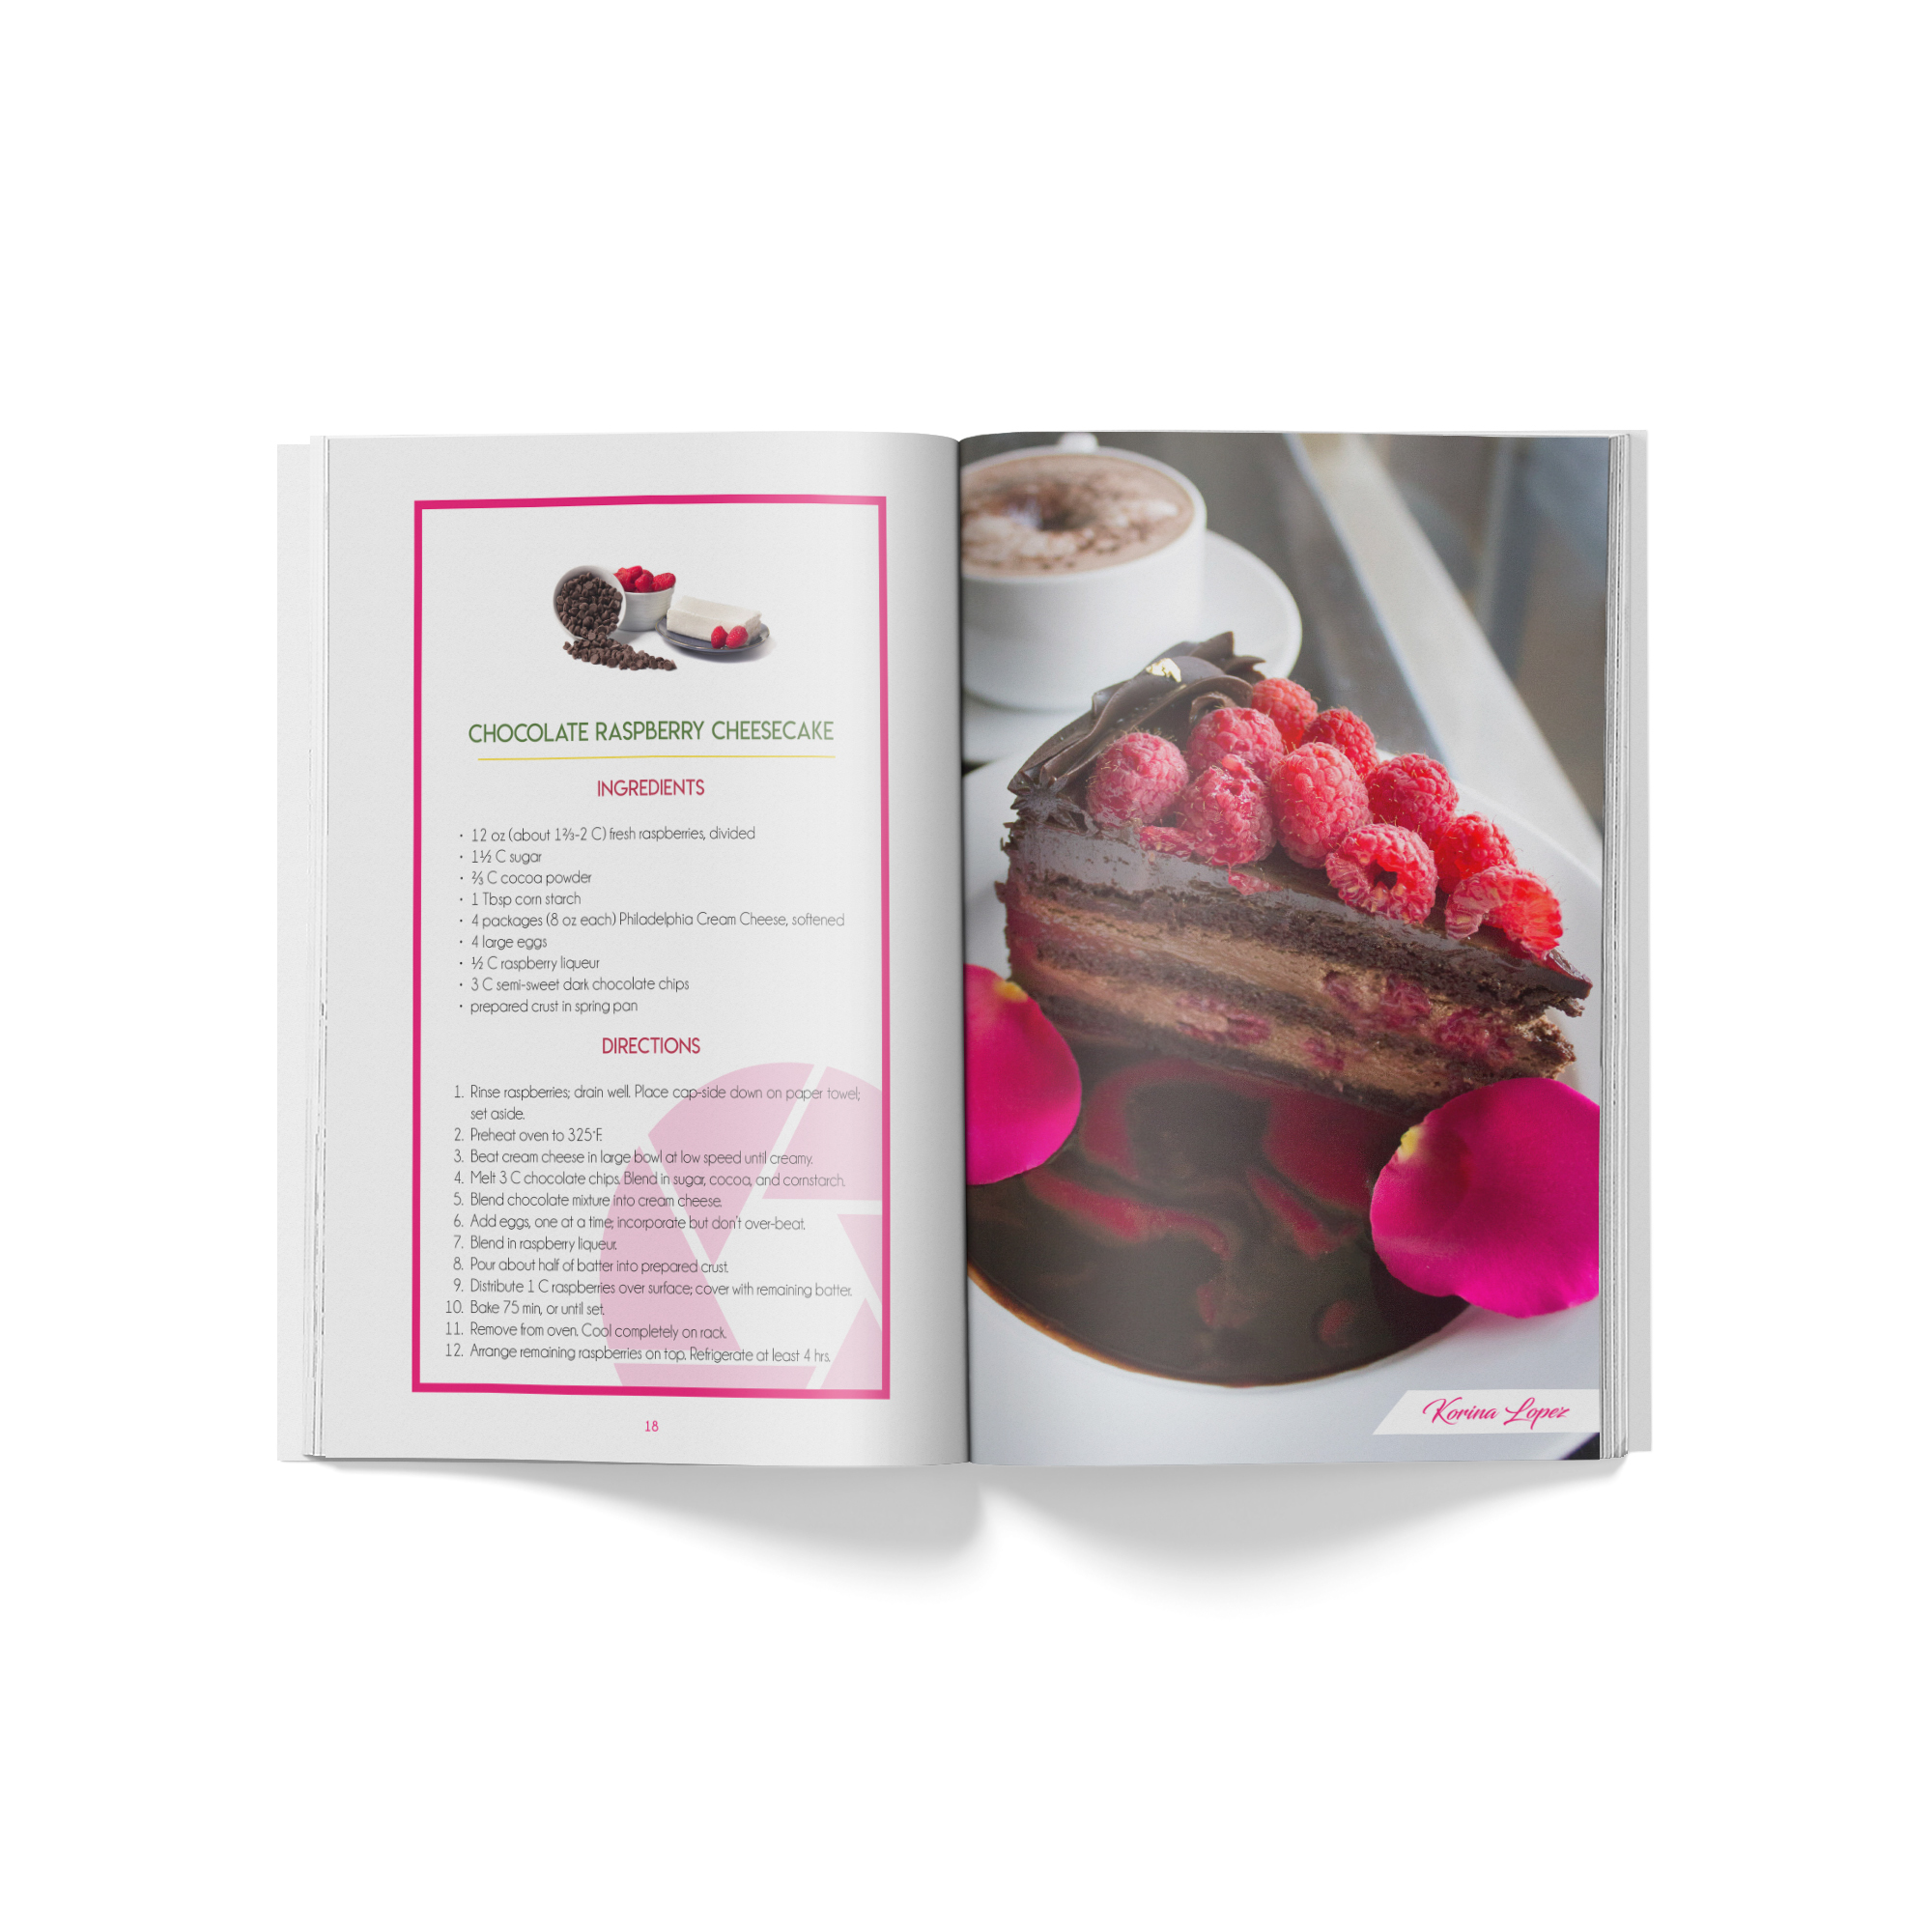 CHOCOLATE RASPBERRY CHEESECAKE
INGREDIENTS
• 12 oz (about 1⅔-2 C) fresh raspberries, divided
• 1½ C sugar
• ⅔ C cocoa powder
• 1 Tbsp corn starch
• 4 packages (8 oz each) Philadelphia Cream Cheese, softened
• 4 large eggs
• ½ C raspberry liqueur
• 3 C semi-sweet dark chocolate chips
• prepared crust in spring pan
DIRECTIONS
1. Rinse raspberries; drain well. Place cap-side down on paper towel;
set aside.
2. Preheat oven to 325°F.
3. Beat cream cheese in large bowl at low speed until creamy.
4. Melt 3 C chocolate chips. Blend in sugar, cocoa, and cornstarch.
5. Blend chocolate mixture into cream cheese.
6. Add eggs, one at a time; incorporate but don't over-beat.
7. Blend in raspberry liqueur.
8. Pour about half of batter into prepared crust.
9. Distribute 1 C raspberries over surface; cover with remaining batter.
10. Bake 75 min, or until set.
11. Remove from oven. Cool completely on rack.
12. Arrange remaining raspberries on top. Refrigerate at least 4 hrs.
18
Korina Lopez